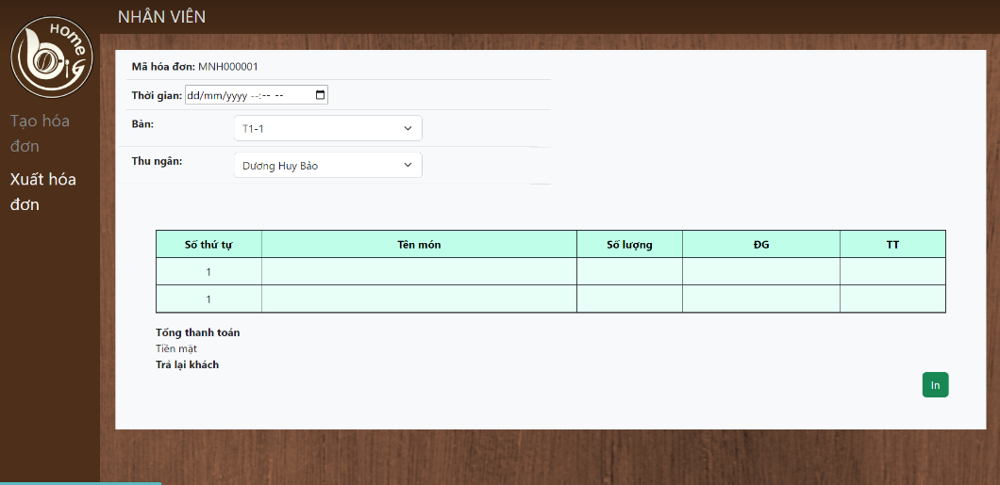 Home
big
NHÂN VIÊN
Tạo hóa
đơn
Xuất hóa
đơn
Mã hóa đơn: MNH000001
Thời gian: dd/mm/yyyy --:-- --
Bàn: T1-1
Thu ngân: Dương Huy Bảo
Số thứ tự Tên món Số lượng ĐG TT
1
1
Tổng thanh toán
Tiền mặt
Trả lại khách
In